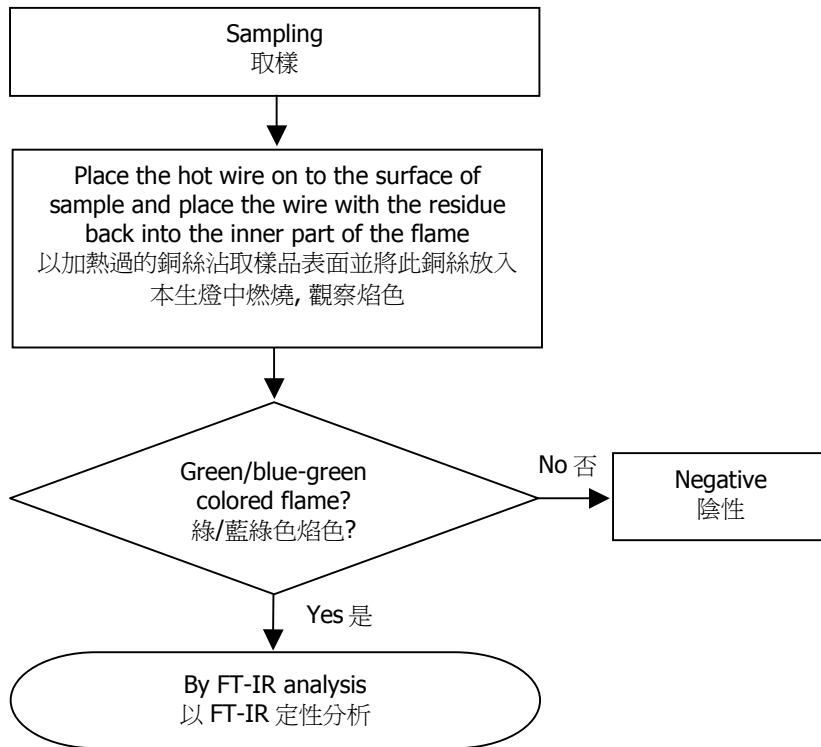 Sampling
取樣
Place the hot wire on to the surface of
sample and place the wire with the residue
back into the inner part of the flame
以加熱過的銅絲沾取樣品表面並將此銅絲放入
本生燈中燃燒, 觀察焰色
Green/blue-green
colored flame?
綠/藍綠色焰色?
No 否
Negative
陰性
Yes 是
By FT-IR analysis
以 FT-IR 定性分析